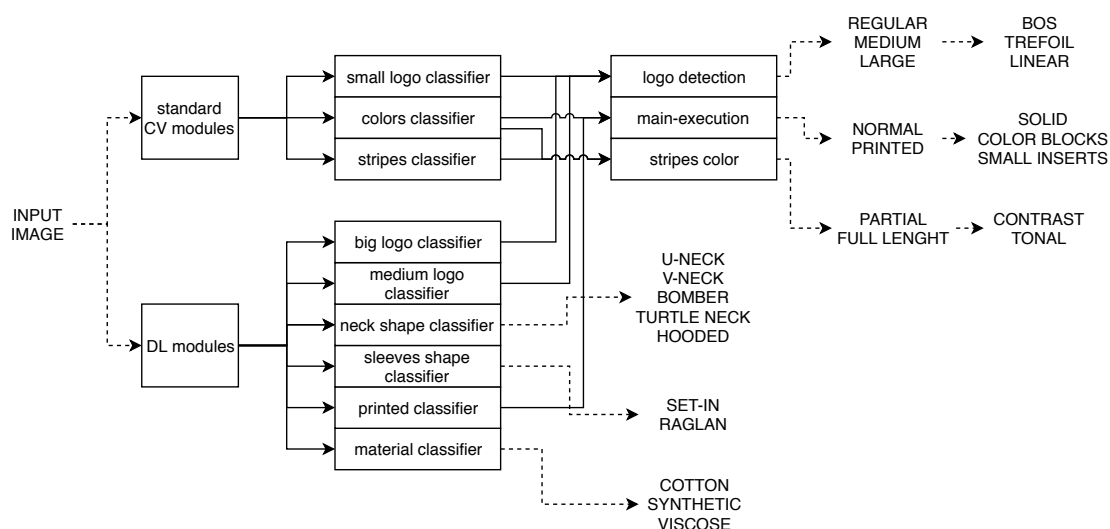 INPUT
IMAGE
standard
CV modules
DL modules
small logo classifier
colors classifier
stripes classifier
big logo classifier
medium logo
classifier
neck shape classifier
sleeves shape
classifier
printed classifier
material classifier
logo detection
main-execution
stripes color
REGULAR
MEDIUM
LARGE
BOS
TREFOIL
LINEAR
NORMAL
PRINTED
SOLID
COLOR BLOCKS
SMALL INSERTS
PARTIAL
FULL LENGHT
CONTRAST
TONAL
U-NECK
V-NECK
BOMBER
TURTLE NECK
HOODED
SET-IN
RAGLAN
COTTON
SYNTHETIC
VISCOSE